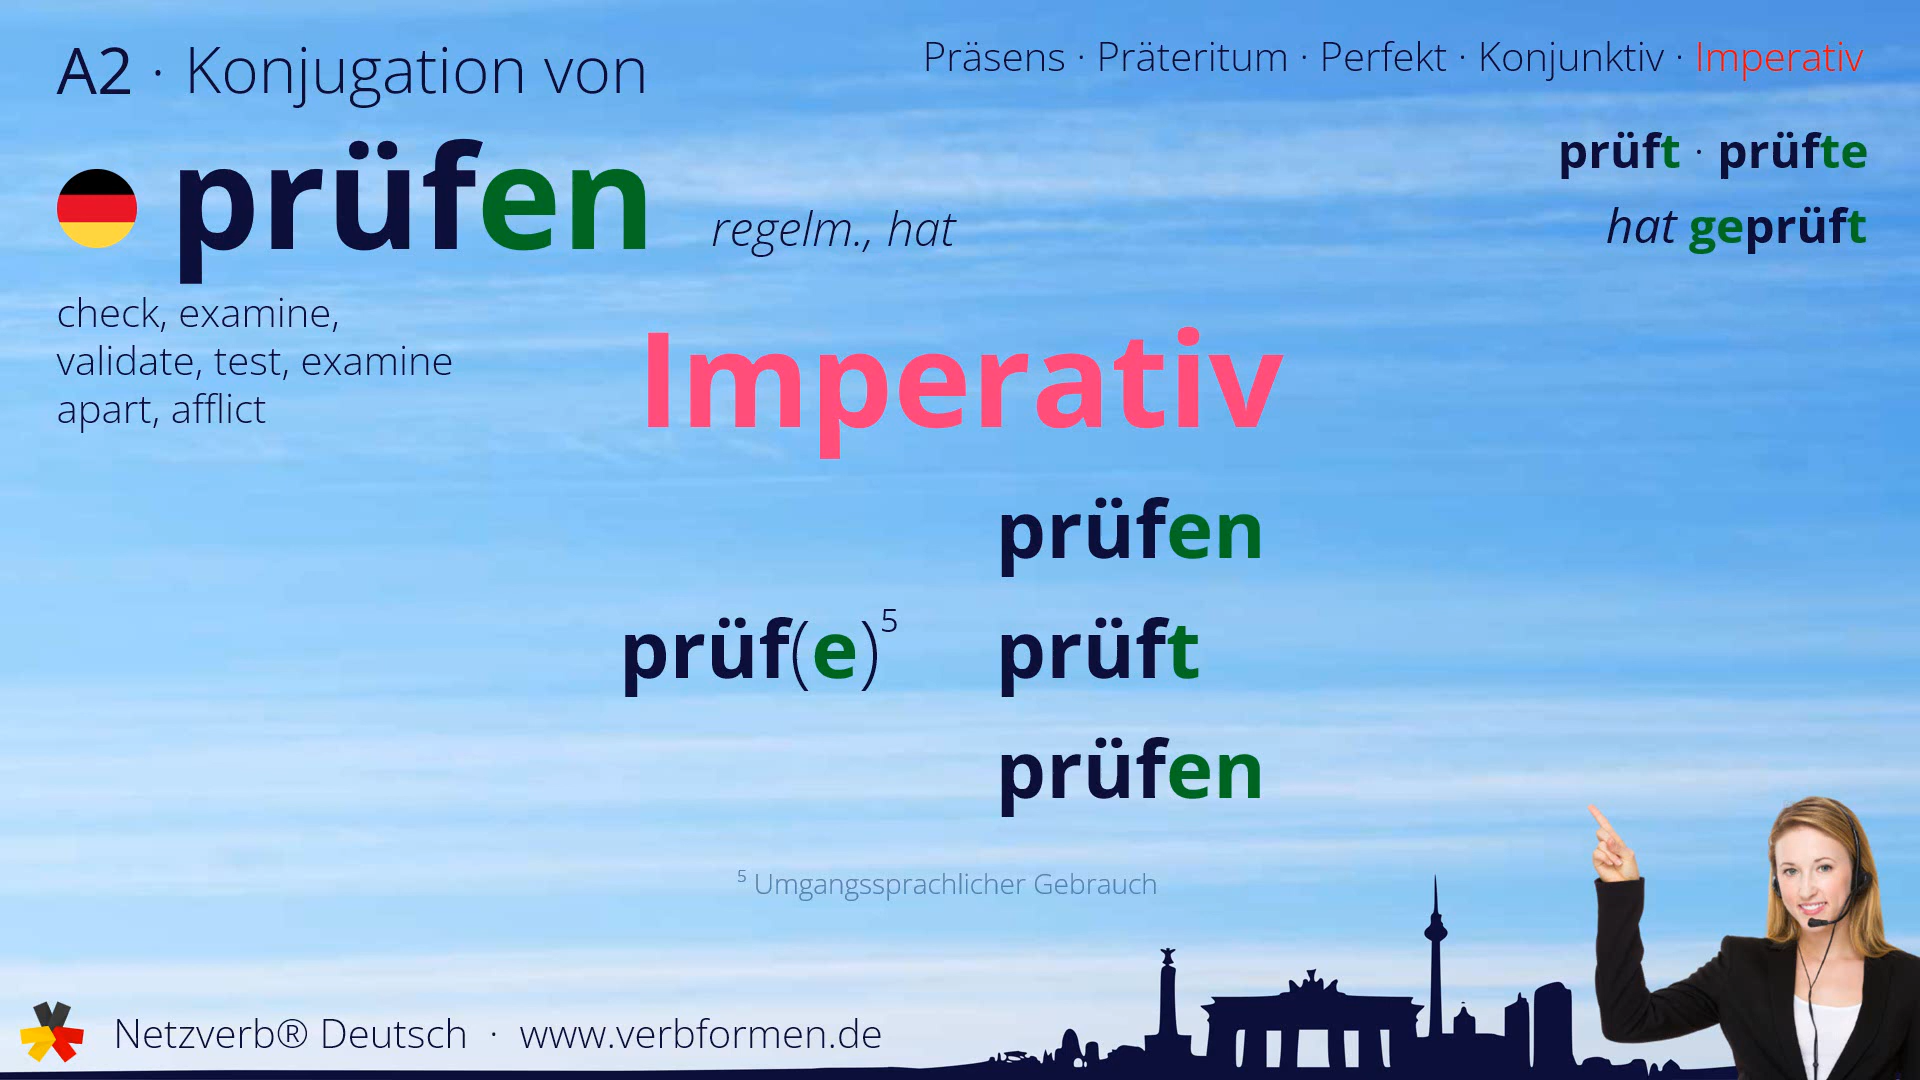 A2 · Konjugation von
Präsens · Präteritum · Perfekt · Konjunktiv · Imperativ
prüfen regelm., hat
prüft · prüfte
hat geprüft
check, examine,
validate, test, examine
apart, afflict
Imperativ
prüfen
prüf(e)⁵ prüft
prüfen
⁵ Umgangssprachlicher Gebrauch
Netzverb® Deutsch · www.verbformen.de